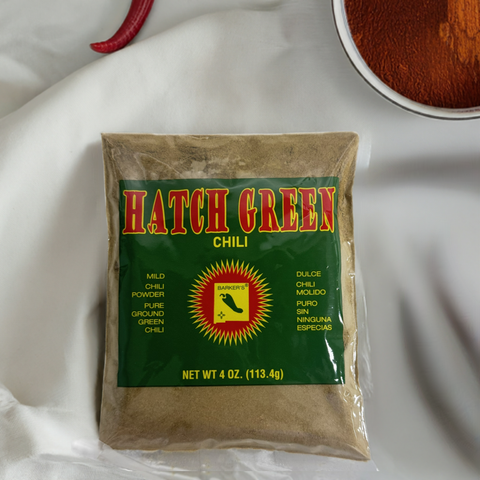 HATCH GREEN
CHILI
MILD
CHILI
POWDER
PURE
GROUND
GREEN
CHILI
BARKER'S®
DULCE
CHILI
MOLIDO
PURO
SIN
NINGUNA
ESPECIAS
NET WT 4 OZ. (113.4g)